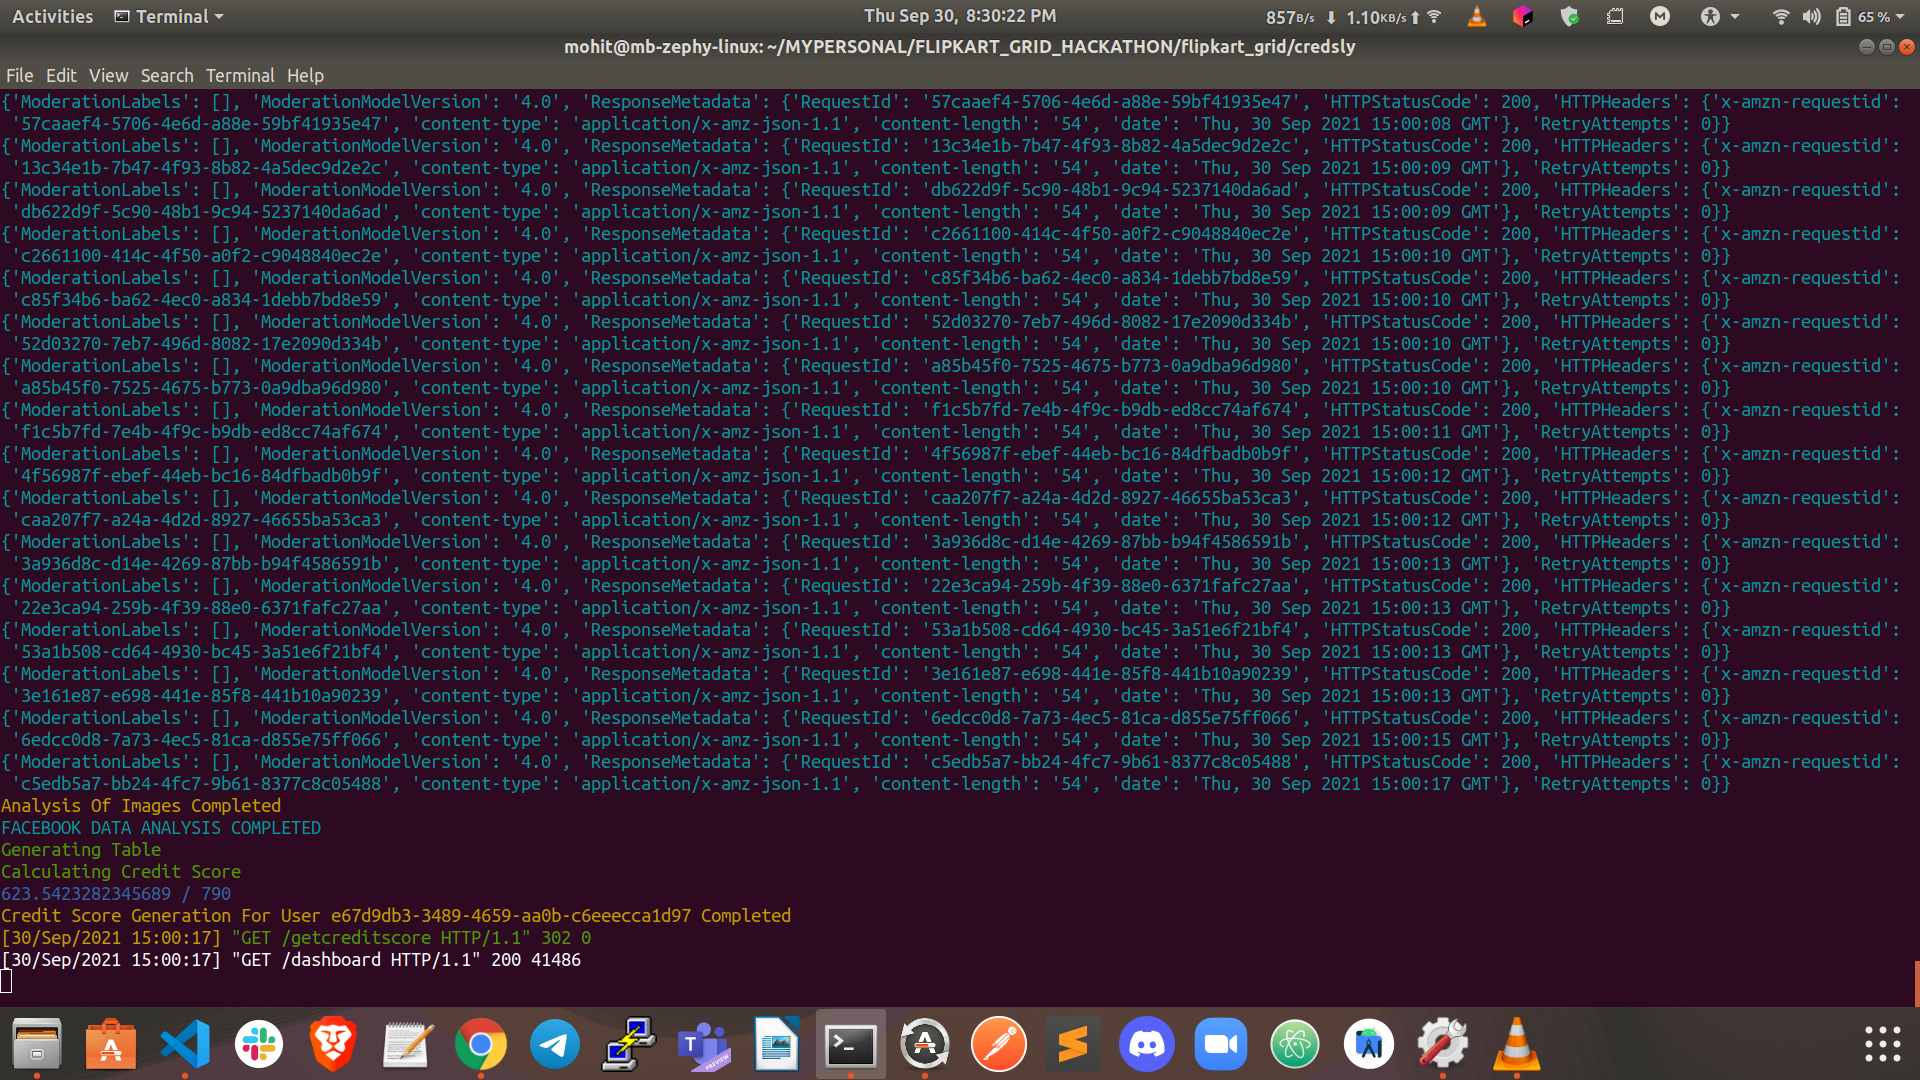 Activities Terminal Thu Sep 30, 8:30:22 PM 857B/s 1.10KB/s 65 %
mohit@mb-zephy-linux: ~/MYPERSONAL/FLIPKART_GRID_HACKATHON/flipkart_grid/credsly
File Edit View Search Terminal Help
{'ModerationLabels': [], 'ModerationModelVersion': '4.0', 'ResponseMetadata': {'RequestId': '57caaef4-5706-4e6d-a88e-59bf41935e47', 'HTTPStatusCode': 200, 'HTTPHeaders': {'x-amzn-requestid':
'57caaef4-5706-4e6d-a88e-59bf41935e47', 'content-type': 'application/x-amz-json-1.1', 'content-length': '54', 'date': 'Thu, 30 Sep 2021 15:00:08 GMT'}, 'RetryAttempts': 0}}
{'ModerationLabels': [], 'ModerationModelVersion': '4.0', 'ResponseMetadata': {'RequestId': '13c34e1b-7b47-4f93-8b82-4a5dec9d2e2c', 'HTTPStatusCode': 200, 'HTTPHeaders': {'x-amzn-requestid':
'13c34e1b-7b47-4f93-8b82-4a5dec9d2e2c', 'content-type': 'application/x-amz-json-1.1', 'content-length': '54', 'date': 'Thu, 30 Sep 2021 15:00:09 GMT'}, 'RetryAttempts': 0}}
{'ModerationLabels': [], 'ModerationModelVersion': '4.0', 'ResponseMetadata': {'RequestId': 'db622d9f-5c90-48b1-9c94-5237140da6ad', 'HTTPStatusCode': 200, 'HTTPHeaders': {'x-amzn-requestid':
'db622d9f-5c90-48b1-9c94-5237140da6ad', 'content-type': 'application/x-amz-json-1.1', 'content-length': '54', 'date': 'Thu, 30 Sep 2021 15:00:09 GMT'}, 'RetryAttempts': 0}}
{'ModerationLabels': [], 'ModerationModelVersion': '4.0', 'ResponseMetadata': {'RequestId': 'c2661100-414c-4f50-a0f2-c9048840ec2e', 'HTTPStatusCode': 200, 'HTTPHeaders': {'x-amzn-requestid':
'c2661100-414c-4f50-a0f2-c9048840ec2e', 'content-type': 'application/x-amz-json-1.1', 'content-length': '54', 'date': 'Thu, 30 Sep 2021 15:00:10 GMT'}, 'RetryAttempts': 0}}
{'ModerationLabels': [], 'ModerationModelVersion': '4.0', 'ResponseMetadata': {'RequestId': 'c85f34b6-ba62-4ec0-a834-1debb7bd8e59', 'HTTPStatusCode': 200, 'HTTPHeaders': {'x-amzn-requestid':
'c85f34b6-ba62-4ec0-a834-1debb7bd8e59', 'content-type': 'application/x-amz-json-1.1', 'content-length': '54', 'date': 'Thu, 30 Sep 2021 15:00:10 GMT'}, 'RetryAttempts': 0}}
{'ModerationLabels': [], 'ModerationModelVersion': '4.0', 'ResponseMetadata': {'RequestId': '52d03270-7eb7-496d-8082-17e2090d334b', 'HTTPStatusCode': 200, 'HTTPHeaders': {'x-amzn-requestid':
'52d03270-7eb7-496d-8082-17e2090d334b', 'content-type': 'application/x-amz-json-1.1', 'content-length': '54', 'date': 'Thu, 30 Sep 2021 15:00:10 GMT'}, 'RetryAttempts': 0}}
{'ModerationLabels': [], 'ModerationModelVersion': '4.0', 'ResponseMetadata': {'RequestId': 'a85b45f0-7525-4675-b773-0a9dba96d980', 'HTTPStatusCode': 200, 'HTTPHeaders': {'x-amzn-requestid':
'a85b45f0-7525-4675-b773-0a9dba96d980', 'content-type': 'application/x-amz-json-1.1', 'content-length': '54', 'date': 'Thu, 30 Sep 2021 15:00:10 GMT'}, 'RetryAttempts': 0}}
{'ModerationLabels': [], 'ModerationModelVersion': '4.0', 'ResponseMetadata': {'RequestId': 'f1c5b7fd-7e4b-4f9c-b9db-ed8cc74af674', 'HTTPStatusCode': 200, 'HTTPHeaders': {'x-amzn-requestid':
'f1c5b7fd-7e4b-4f9c-b9db-ed8cc74af674', 'content-type': 'application/x-amz-json-1.1', 'content-length': '54', 'date': 'Thu, 30 Sep 2021 15:00:11 GMT'}, 'RetryAttempts': 0}}
{'ModerationLabels': [], 'ModerationModelVersion': '4.0', 'ResponseMetadata': {'RequestId': '4f56987f-ebef-44eb-bc16-84dfbadb0b9f', 'HTTPStatusCode': 200, 'HTTPHeaders': {'x-amzn-requestid':
'4f56987f-ebef-44eb-bc16-84dfbadb0b9f', 'content-type': 'application/x-amz-json-1.1', 'content-length': '54', 'date': 'Thu, 30 Sep 2021 15:00:12 GMT'}, 'RetryAttempts': 0}}
{'ModerationLabels': [], 'ModerationModelVersion': '4.0', 'ResponseMetadata': {'RequestId': 'caa207f7-a24a-4d2d-8927-46655ba53ca3', 'HTTPStatusCode': 200, 'HTTPHeaders': {'x-amzn-requestid':
'caa207f7-a24a-4d2d-8927-46655ba53ca3', 'content-type': 'application/x-amz-json-1.1', 'content-length': '54', 'date': 'Thu, 30 Sep 2021 15:00:12 GMT'}, 'RetryAttempts': 0}}
{'ModerationLabels': [], 'ModerationModelVersion': '4.0', 'ResponseMetadata': {'RequestId': '3a936d8c-d14e-4269-87bb-b94f4586591b', 'HTTPStatusCode': 200, 'HTTPHeaders': {'x-amzn-requestid':
'3a936d8c-d14e-4269-87bb-b94f4586591b', 'content-type': 'application/x-amz-json-1.1', 'content-length': '54', 'date': 'Thu, 30 Sep 2021 15:00:13 GMT'}, 'RetryAttempts': 0}}
{'ModerationLabels': [], 'ModerationModelVersion': '4.0', 'ResponseMetadata': {'RequestId': '22e3ca94-259b-4f39-88e0-6371fafc27aa', 'HTTPStatusCode': 200, 'HTTPHeaders': {'x-amzn-requestid':
'22e3ca94-259b-4f39-88e0-6371fafc27aa', 'content-type': 'application/x-amz-json-1.1', 'content-length': '54', 'date': 'Thu, 30 Sep 2021 15:00:13 GMT'}, 'RetryAttempts': 0}}
{'ModerationLabels': [], 'ModerationModelVersion': '4.0', 'ResponseMetadata': {'RequestId': '53a1b508-cd64-4930-bc45-3a51e6f21bf4', 'HTTPStatusCode': 200, 'HTTPHeaders': {'x-amzn-requestid':
'53a1b508-cd64-4930-bc45-3a51e6f21bf4', 'content-type': 'application/x-amz-json-1.1', 'content-length': '54', 'date': 'Thu, 30 Sep 2021 15:00:13 GMT'}, 'RetryAttempts': 0}}
{'ModerationLabels': [], 'ModerationModelVersion': '4.0', 'ResponseMetadata': {'RequestId': '3e161e87-e698-441e-85f8-441b10a90239', 'HTTPStatusCode': 200, 'HTTPHeaders': {'x-amzn-requestid':
'3e161e87-e698-441e-85f8-441b10a90239', 'content-type': 'application/x-amz-json-1.1', 'content-length': '54', 'date': 'Thu, 30 Sep 2021 15:00:13 GMT'}, 'RetryAttempts': 0}}
{'ModerationLabels': [], 'ModerationModelVersion': '4.0', 'ResponseMetadata': {'RequestId': '6edcc0d8-7a73-4ec5-81ca-d855e75ff066', 'HTTPStatusCode': 200, 'HTTPHeaders': {'x-amzn-requestid':
'6edcc0d8-7a73-4ec5-81ca-d855e75ff066', 'content-type': 'application/x-amz-json-1.1', 'content-length': '54', 'date': 'Thu, 30 Sep 2021 15:00:15 GMT'}, 'RetryAttempts': 0}}
{'ModerationLabels': [], 'ModerationModelVersion': '4.0', 'ResponseMetadata': {'RequestId': 'c5edb5a7-bb24-4fc7-9b61-8377c8c05488', 'HTTPStatusCode': 200, 'HTTPHeaders': {'x-amzn-requestid':
'c5edb5a7-bb24-4fc7-9b61-8377c8c05488', 'content-type': 'application/x-amz-json-1.1', 'content-length': '54', 'date': 'Thu, 30 Sep 2021 15:00:17 GMT'}, 'RetryAttempts': 0}}
Analysis Of Images Completed
FACEBOOK DATA ANALYSIS COMPLETED
Generating Table
Calculating Credit Score
623.5423282345689 / 790
Credit Score Generation For User e67d9db3-3489-4659-aa0b-c6eeecca1d97 Completed
[30/Sep/2021 15:00:17] "GET /getcreditscore HTTP/1.1" 302 0
[30/Sep/2021 15:00:17] "GET /dashboard HTTP/1.1" 200 41486
PREVIEW